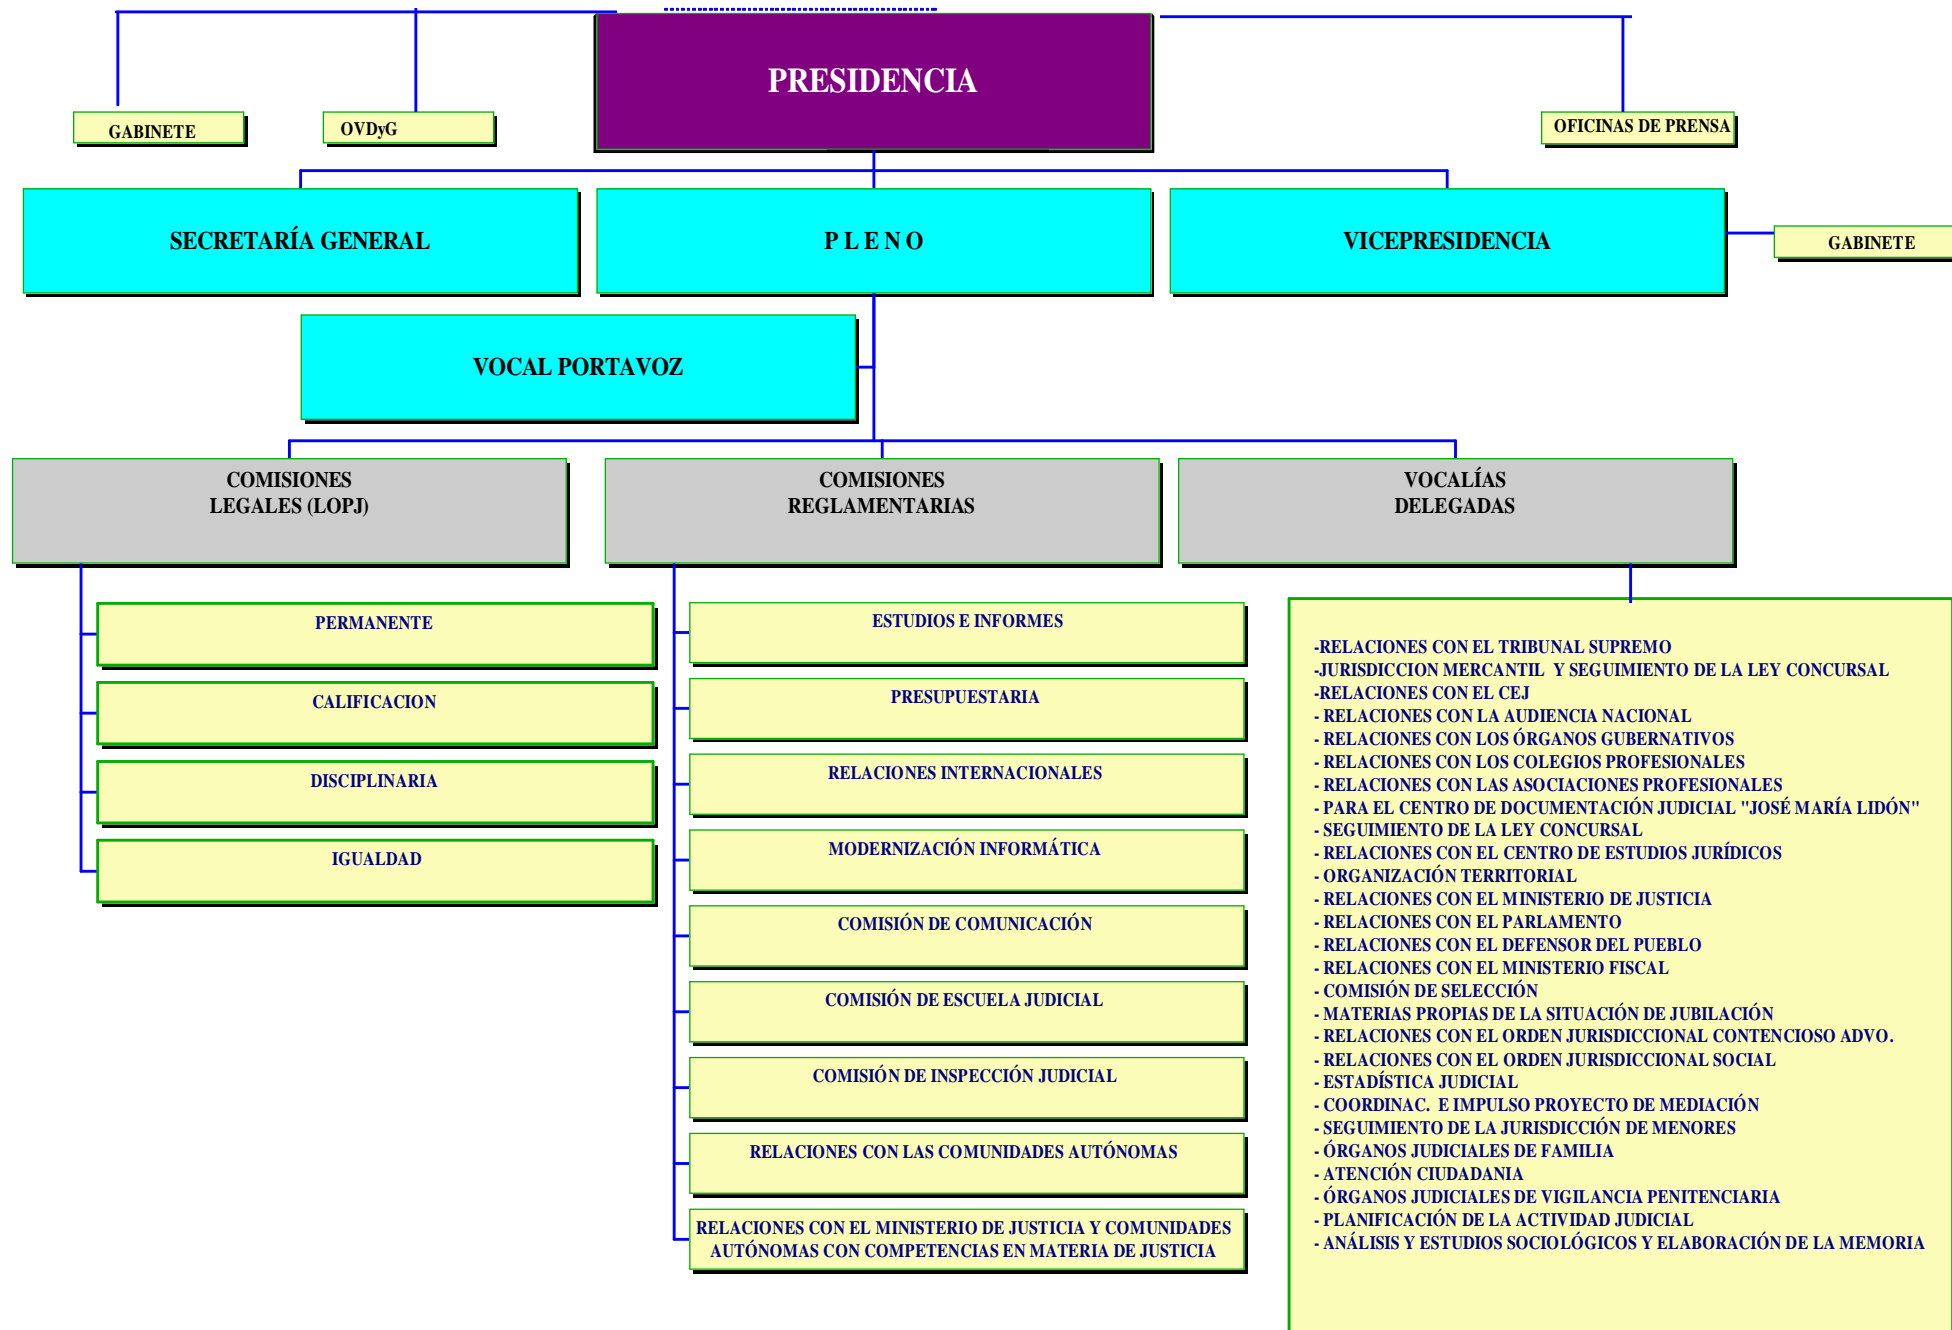 PRESIDENCIA
GABINETE
OVDyG
OFICINAS DE PRENSA
SECRETARÍA GENERAL
P L E N O
VICEPRESIDENCIA
GABINETE
VOCAL PORTAVOZ
COMISIONES
LEGALES (LOPJ)
COMISIONES
REGLAMENTARIAS
VOCALÍAS
DELEGADAS
PERMANENTE
CALIFICACION
DISCIPLINARIA
IGUALDAD
ESTUDIOS E INFORMES
PRESUPUESTARIA
RELACIONES INTERNACIONALES
MODERNIZACIÓN INFORMÁTICA
COMISIÓN DE COMUNICACIÓN
COMISIÓN DE ESCUELA JUDICIAL
COMISIÓN DE INSPECCIÓN JUDICIAL
RELACIONES CON LAS COMUNIDADES AUTÓNOMAS
RELACIONES CON EL MINISTERIO DE JUSTICIA Y COMUNIDADES
AUTÓNOMAS CON COMPETENCIAS EN MATERIA DE JUSTICIA
-RELACIONES CON EL TRIBUNAL SUPREMO
-JURISDICCION MERCANTIL Y SEGUIMIENTO DE LA LEY CONCURSAL
-RELACIONES CON EL CEJ
- RELACIONES CON LA AUDIENCIA NACIONAL
- RELACIONES CON LOS ÓRGANOS GUBERNATIVOS
- RELACIONES CON LOS COLEGIOS PROFESIONALES
- RELACIONES CON LAS ASOCIACIONES PROFESIONALES
- PARA EL CENTRO DE DOCUMENTACIÓN JUDICIAL "JOSÉ MARÍA LIDÓN"
- SEGUIMIENTO DE LA LEY CONCURSAL
- RELACIONES CON EL CENTRO DE ESTUDIOS JURÍDICOS
- ORGANIZACIÓN TERRITORIAL
- RELACIONES CON EL MINISTERIO DE JUSTICIA
- RELACIONES CON EL PARLAMENTO
- RELACIONES CON EL DEFENSOR DEL PUEBLO
- RELACIONES CON EL MINISTERIO FISCAL
- COMISIÓN DE SELECCIÓN
- MATERIAS PROPIAS DE LA SITUACIÓN DE JUBILACIÓN
- RELACIONES CON EL ORDEN JURISDICCIONAL CONTENCIOSO ADVO.
- RELACIONES CON EL ORDEN JURISDICCIONAL SOCIAL
- ESTADÍSTICA JUDICIAL
- COORDINAC. E IMPULSO PROYECTO DE MEDIACIÓN
- SEGUIMIENTO DE LA JURISDICCIÓN DE MENORES
- ÓRGANOS JUDICIALES DE FAMILIA
- ATENCIÓN CIUDADANIA
- ÓRGANOS JUDICIALES DE VIGILANCIA PENITENCIARIA
- PLANIFICACIÓN DE LA ACTIVIDAD JUDICIAL
- ANÁLISIS Y ESTUDIOS SOCIOLÓGICOS Y ELABORACIÓN DE LA MEMORIA